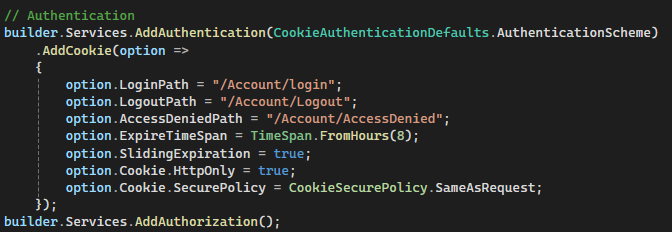 // Authentication
builder.Services.AddAuthentication(CookieAuthenticationDefaults.AuthenticationScheme)
    .AddCookie(option =>
    {
        option.LoginPath = "/Account/login";
        option.LogoutPath = "/Account/Logout";
        option.AccessDeniedPath = "/Account/AccessDenied";
        option.ExpireTimeSpan = TimeSpan.FromHours(8);
        option.SlidingExpiration = true;
        option.Cookie.HttpOnly = true;
        option.Cookie.SecurePolicy = CookieSecurePolicy.SameAsRequest;
    });
builder.Services.AddAuthorization();